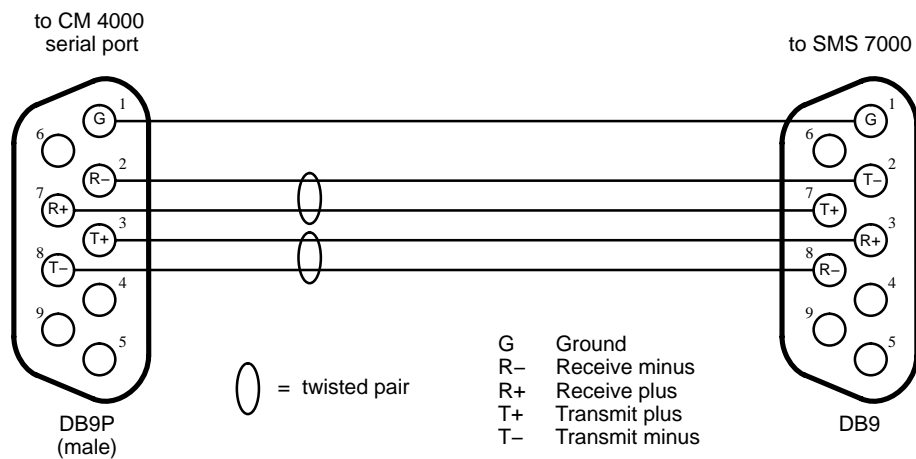 to CM 4000
serial port
to SMS 7000
1
G
6
2
R−
7
R+
3
T+
8
T−
4
9
5
1
G
6
2
T−
7
T+
3
R+
8
R−
4
9
5
DB9P
(male)
= twisted pair
G Ground
R− Receive minus
R+ Receive plus
T+ Transmit plus
T− Transmit minus
DB9